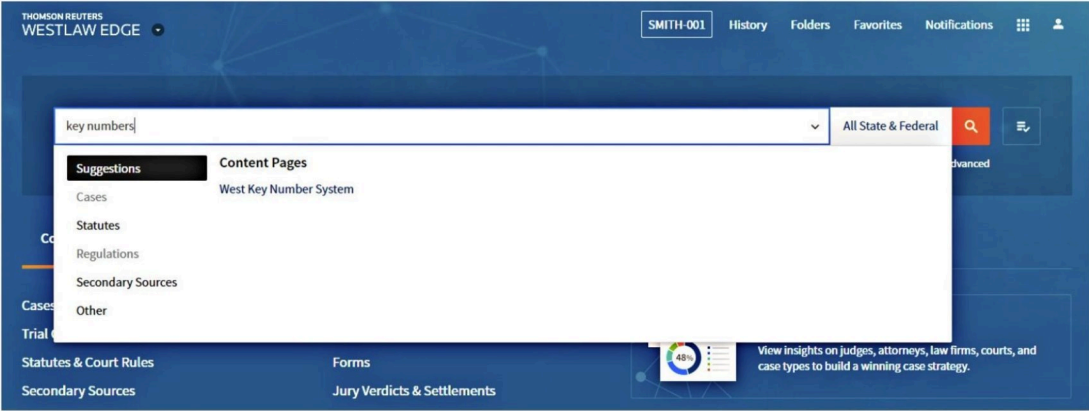 THOMSON REUTERS
WESTLAW EDGE
SMITH-001 History Folders Favorites Notifications
key numbers All State & Federal
dvanced
Suggestions Content Pages
Cases West Key Number System
Statutes
Regulations
Secondary Sources
Other
Co
Cases
Trial
Statutes & Court Rules Forms
Secondary Sources Jury Verdicts & Settlements
48%
View insights on judges, attorneys, law firms, courts, and
case types to build a winning case strategy.